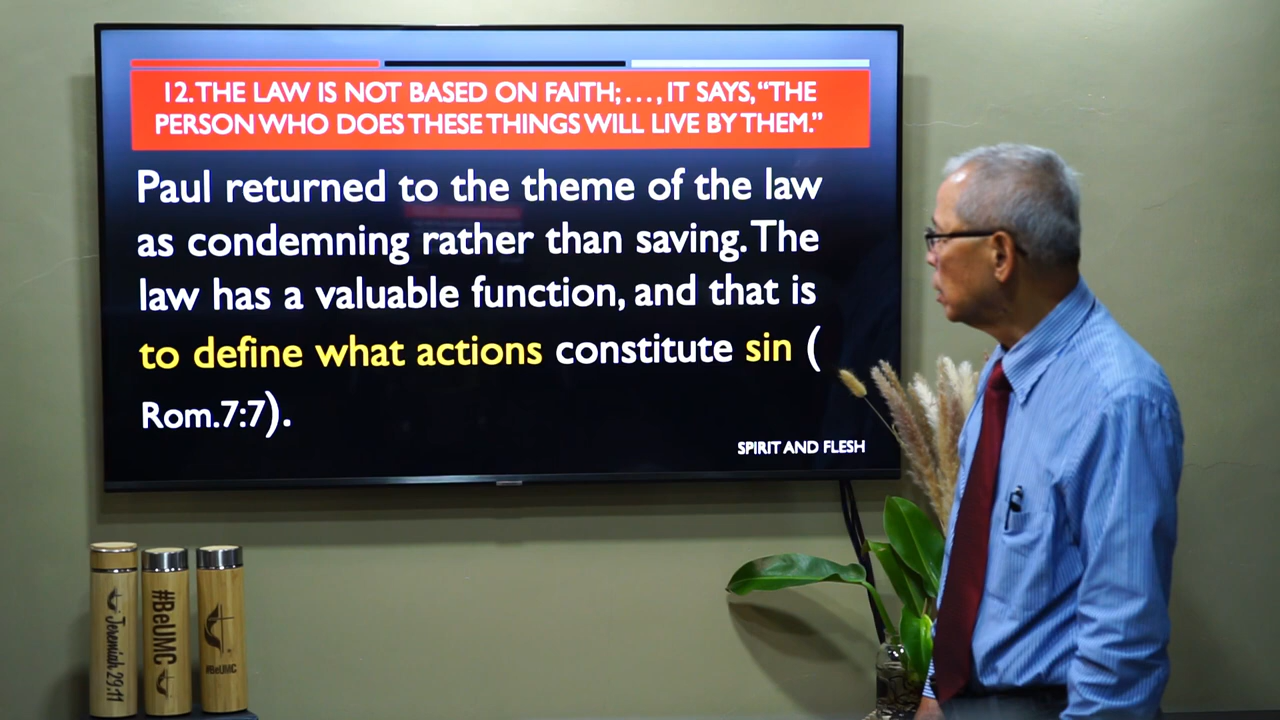 12. THE LAW IS NOT BASED ON FAITH; . . . , IT SAYS, “THE
PERSON WHO DOES THESE THINGS WILL LIVE BY THEM.”
Paul returned to the theme of the law
as condemning rather than saving. The
law has a valuable function, and that is
to define what actions constitute sin (
Rom.7:7).
SPIRIT AND FLESH
Jeremiah 29:11
#BeUMC
#BeUMC